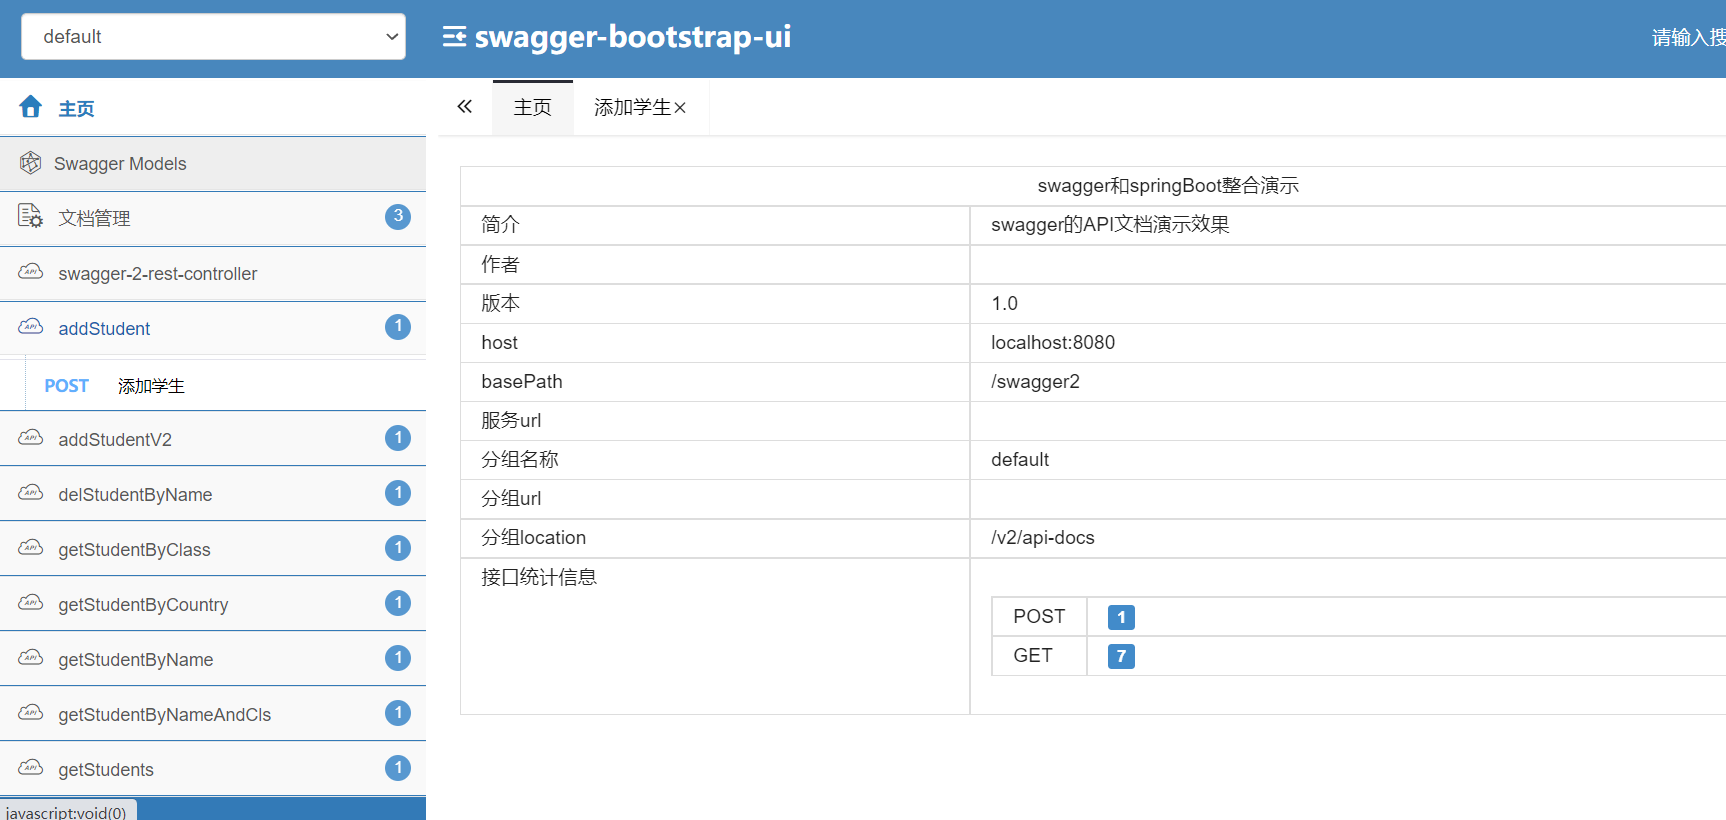 default
swagger-bootstrap-ui
请输入搜
主页
Swagger Models
文档管理 3
swagger-2-rest-controller
addStudent 1
POST 添加学生
addStudentV2 1
delStudentByName 1
getStudentByClass 1
getStudentByCountry 1
getStudentByName 1
getStudentByNameAndCls 1
getStudents 1
javascript:void(0)
主页 添加学生×
swagger和springBoot整合演示
简介 swagger的API文档演示效果
作者
版本 1.0
host localhost:8080
basePath /swagger2
服务url
分组名称 default
分组url
分组location /v2/api-docs
接口统计信息
POST 1
GET 7